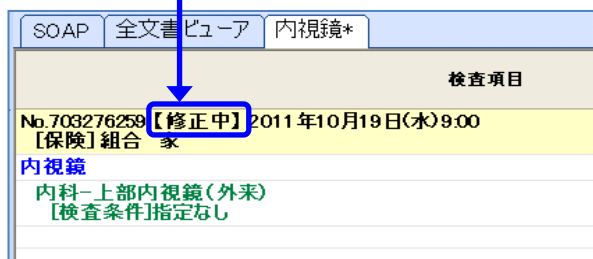 SOAP 全文書ビューア 内視鏡*
検査項目
No.703276259【修正中】2011年10月19日(水)9:00
[保険]組合 家
内視鏡
内科-上部内視鏡(外来)
[検査条件]指定なし